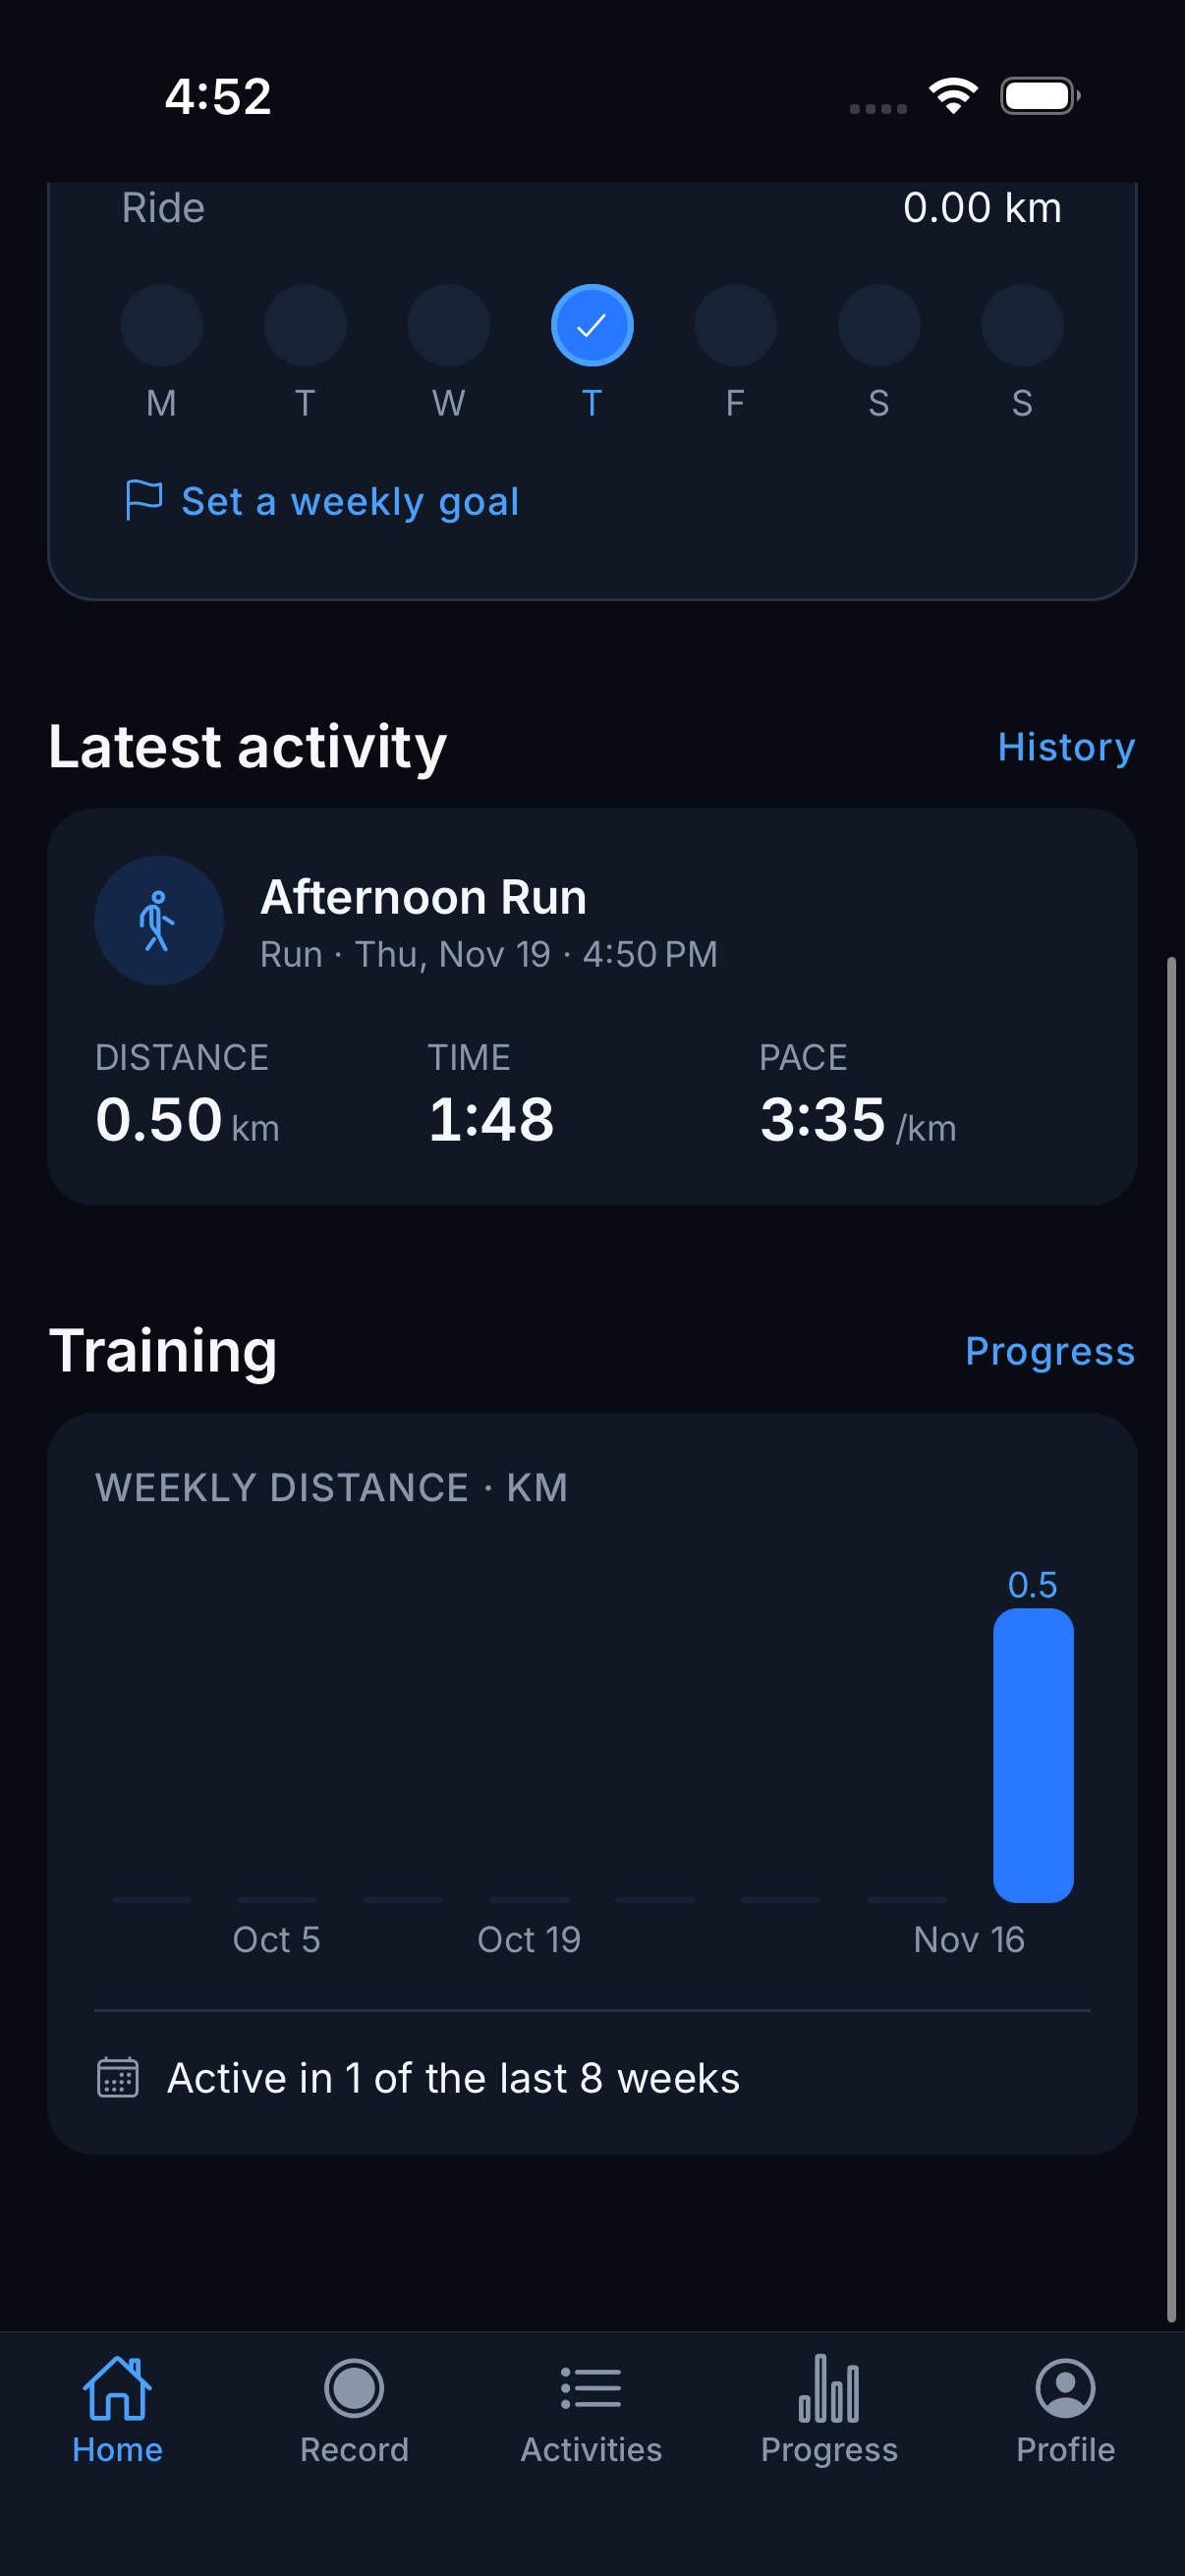 4:52
Ride 0.00 km
M T W T F S S
Set a weekly goal
Latest activity History
Afternoon Run
Run · Thu, Nov 19 · 4:50 PM
DISTANCE TIME PACE
0.50 km 1:48 3:35 /km
Training Progress
WEEKLY DISTANCE · KM
0.5
Oct 5 Oct 19 Nov 16
Active in 1 of the last 8 weeks
Home Record Activities Progress Profile